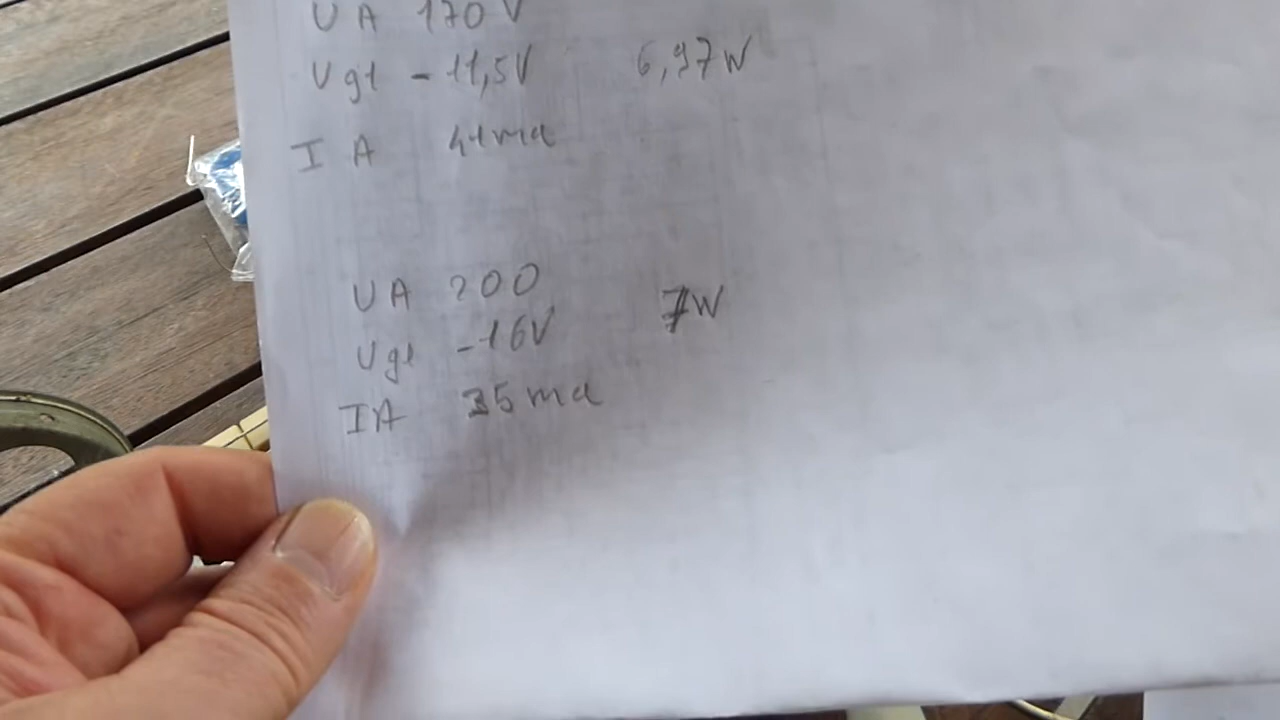 UA 170 V
Ug1 -11,5V 6,97W
IA 41ma
UA 200
Ug1 -16V 7W
IA 35ma